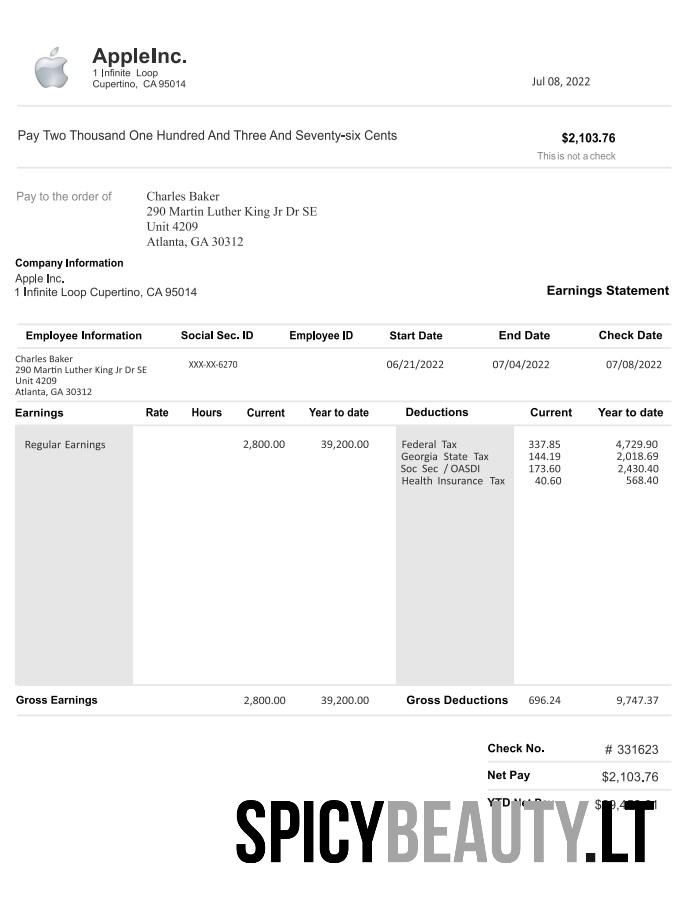 AppleInc.
1 Infinite Loop
Cupertino, CA 95014
Jul 08, 2022
Pay Two Thousand One Hundred And Three And Seventy-six Cents
$2,103.76
This is not a check
Pay to the order of
Charles Baker
290 Martin Luther King Jr Dr SE
Unit 4209
Atlanta, GA 30312
Company Information
Apple Inc.
1 Infinite Loop Cupertino, CA 95014
Earnings Statement
Employee Information Social Sec. ID Employee ID Start Date End Date Check Date
Charles Baker
290 Martin Luther King Jr Dr SE
Unit 4209
Atlanta, GA 30312
XXX-XX-6270 06/21/2022 07/04/2022 07/08/2022
Earnings Rate Hours Current Year to date Deductions Current Year to date
Regular Earnings 2,800.00 39,200.00 Federal Tax 337.85 4,729.90
Georgia State Tax 144.19 2,018.69
Soc Sec / OASDI 173.60 2,430.40
Health Insurance Tax 40.60 568.40
Gross Earnings 2,800.00 39,200.00 Gross Deductions 696.24 9,747.37
Check No. # 331623
Net Pay $2,103.76
YTD Net Pay
SPICYBEAUTY.LT